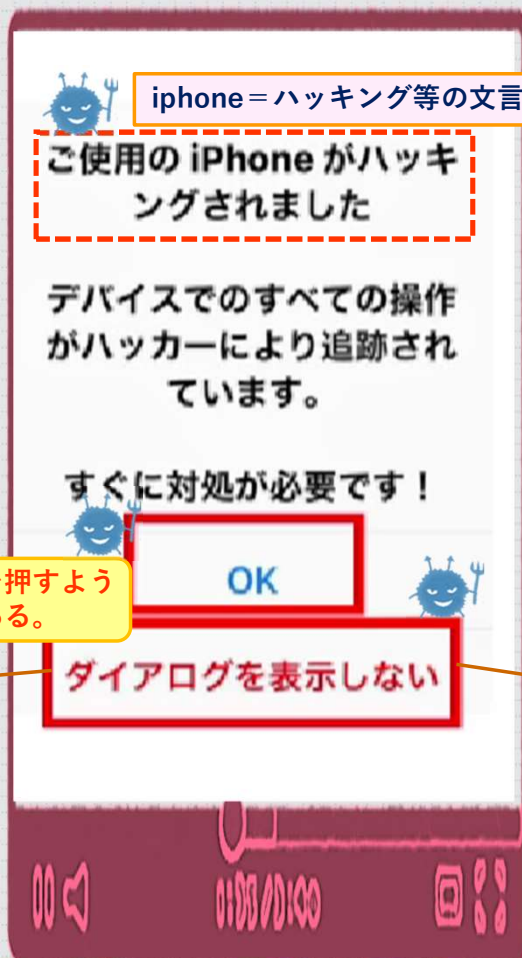 iphone＝ハッキング等の文言
ご使用の iPhone がハッキ
ングされました
デバイスでのすべての操作
がハッカーにより追跡され
ています。
すぐに対処が必要です！
OK
押すよう
る。
ダイアログを表示しない